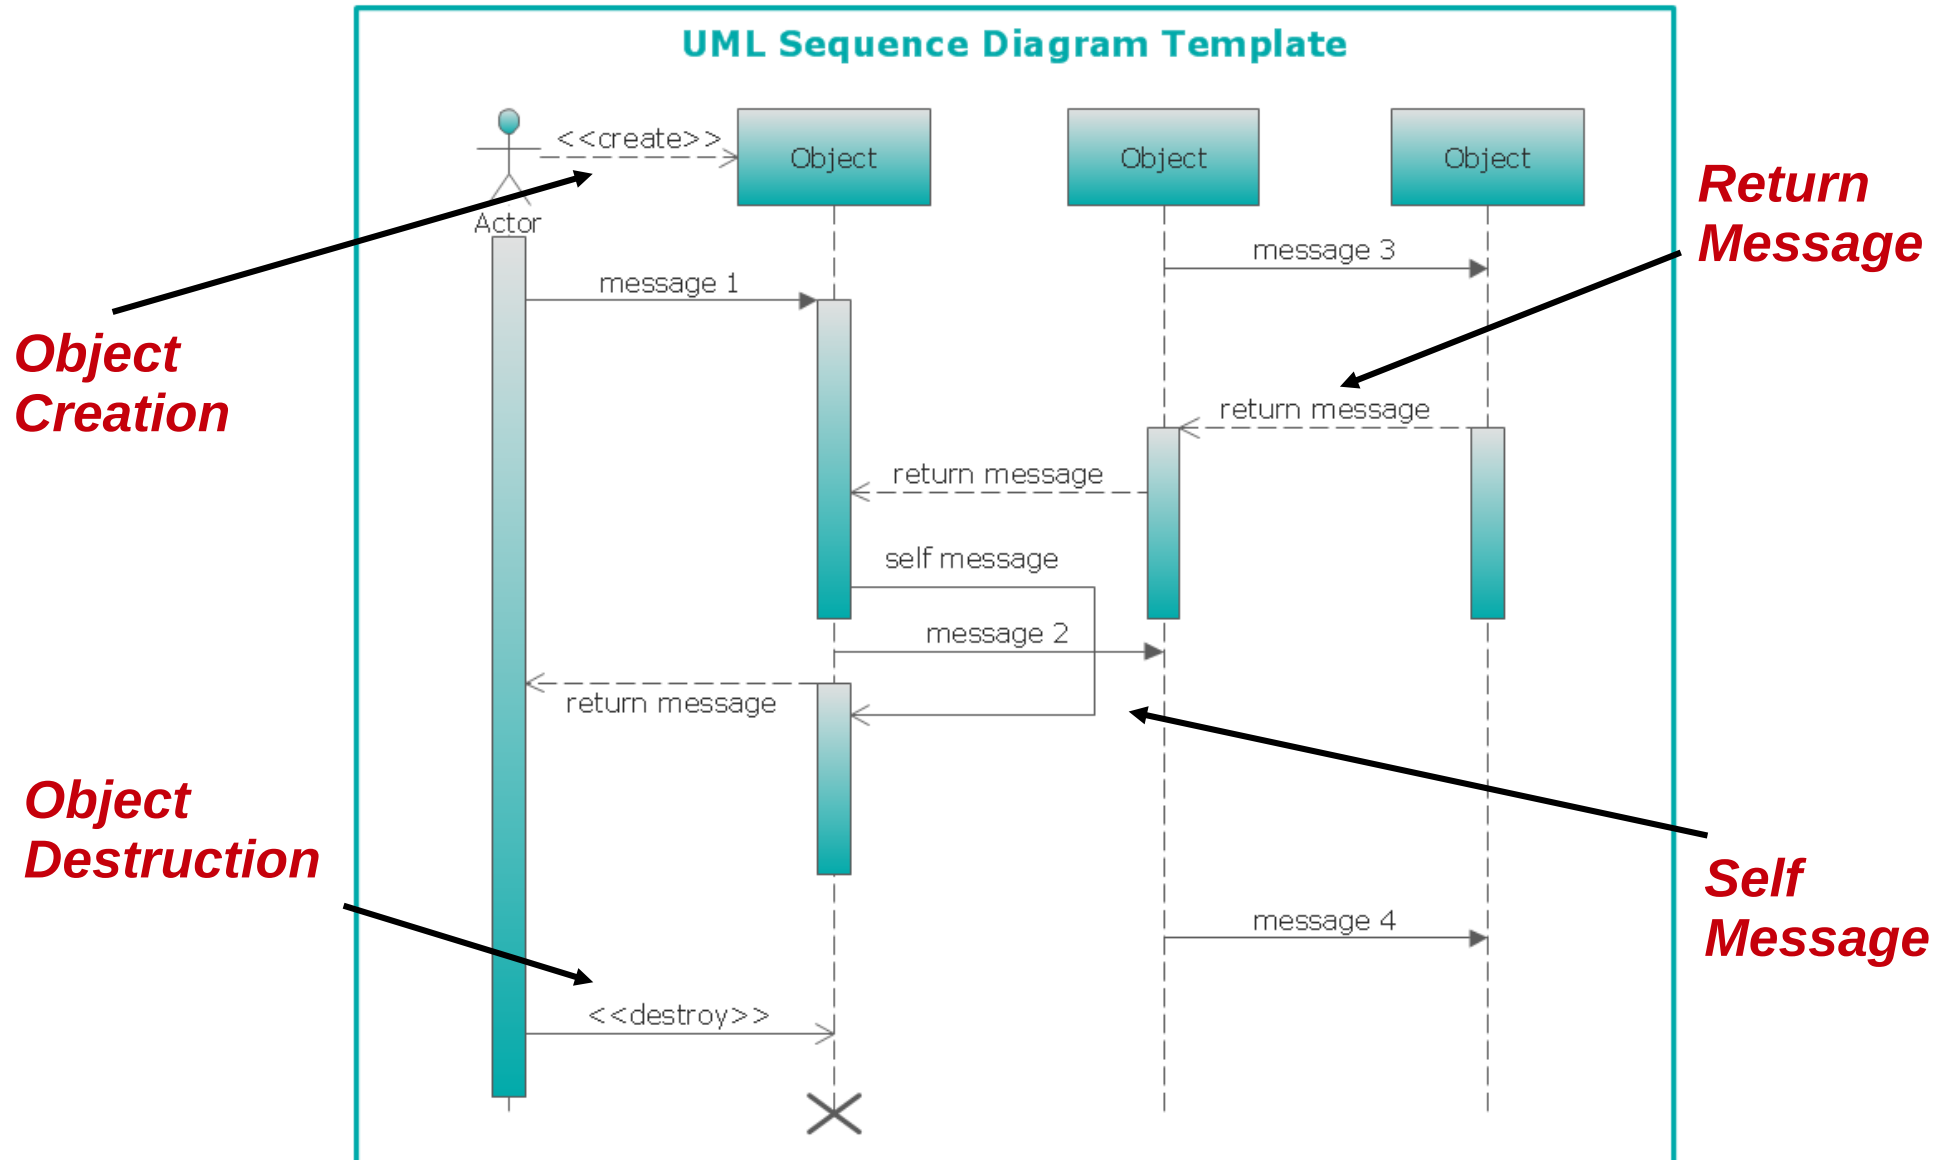 UML Sequence Diagram Template
<<create>>
Object
Object
Object
Actor
Return
Message
message 3
message 1
Object
Creation
return message
return message
self message
message 2
return message
Object
Destruction
Self
Message
message 4
<<destroy>>